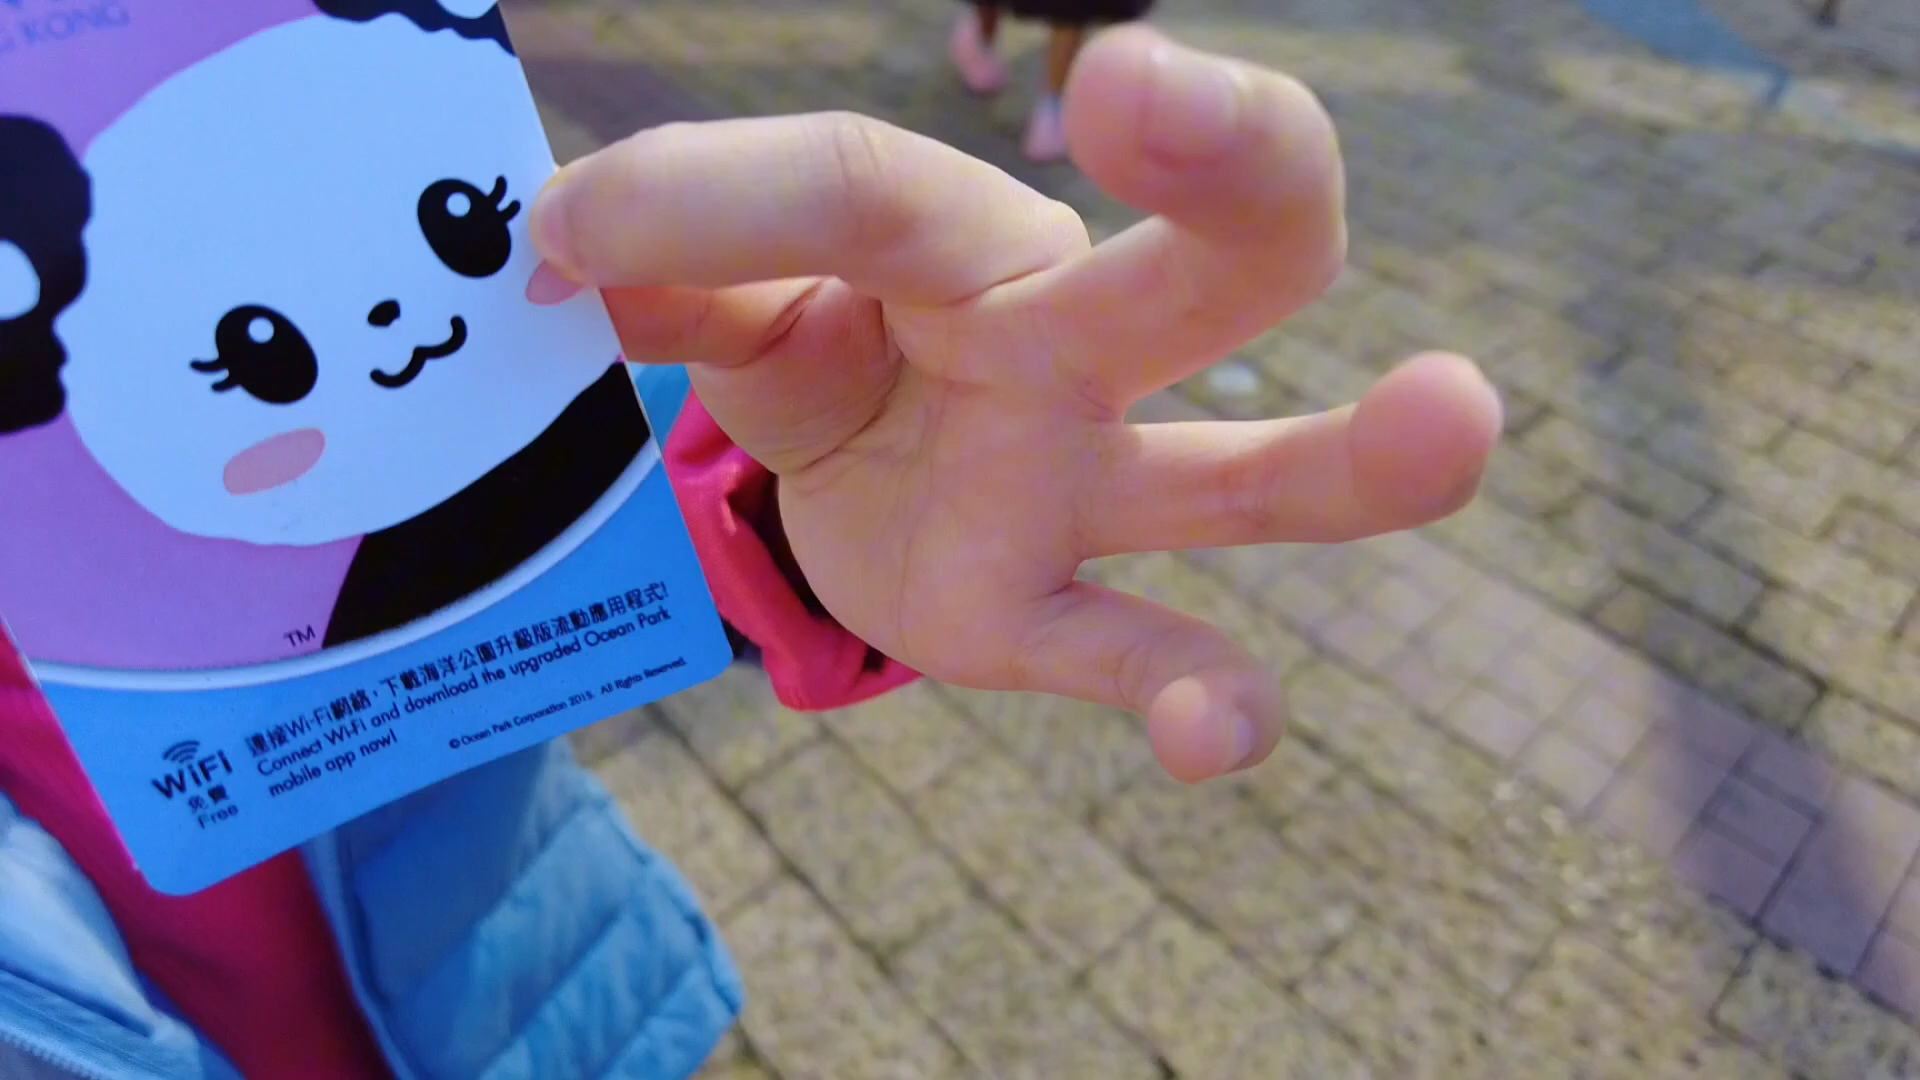 G KONG
TM
WiFi
免費
Free
連接Wi-Fi網絡，下載海洋公園升級版流動應用程式!
Connect Wi-Fi and download the upgraded Ocean Park
mobile app now!
© Ocean Park Corporation 2015. All Rights Reserved.